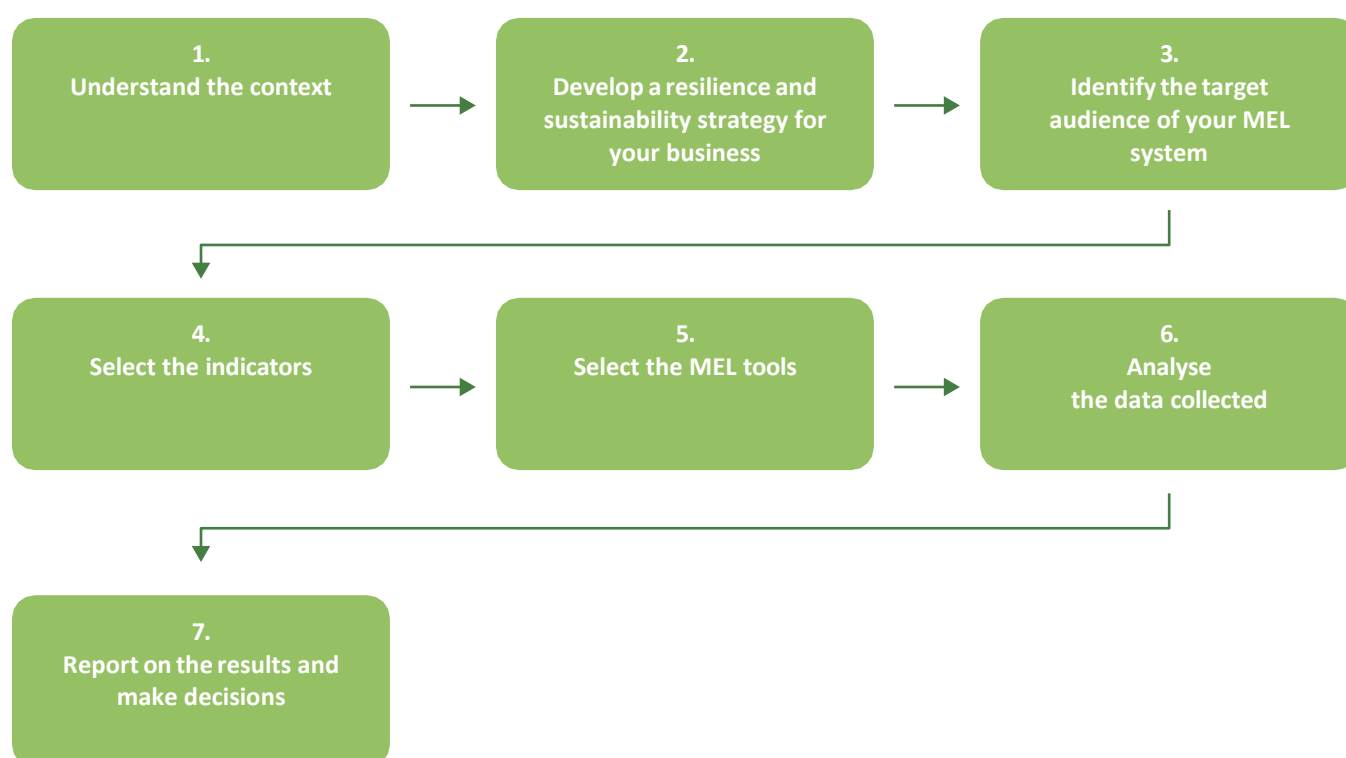 1.
Understand the context
2.
Develop a resilience and
sustainability strategy for
your business
3.
Identify the target
audience of your MEL
system
4.
Select the indicators
5.
Select the MEL tools
6.
Analyse
the data collected
7.
Report on the results and
make decisions